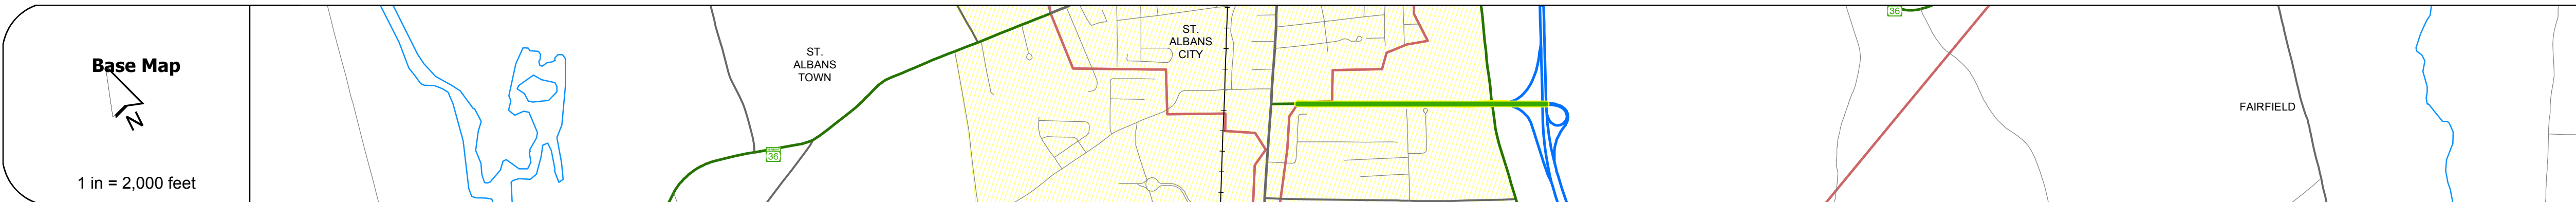 Base Map
N
1 in = 2,000 feet
ST.
ALBANS
TOWN
36
ST.
ALBANS
CITY
36
FAIRFIELD